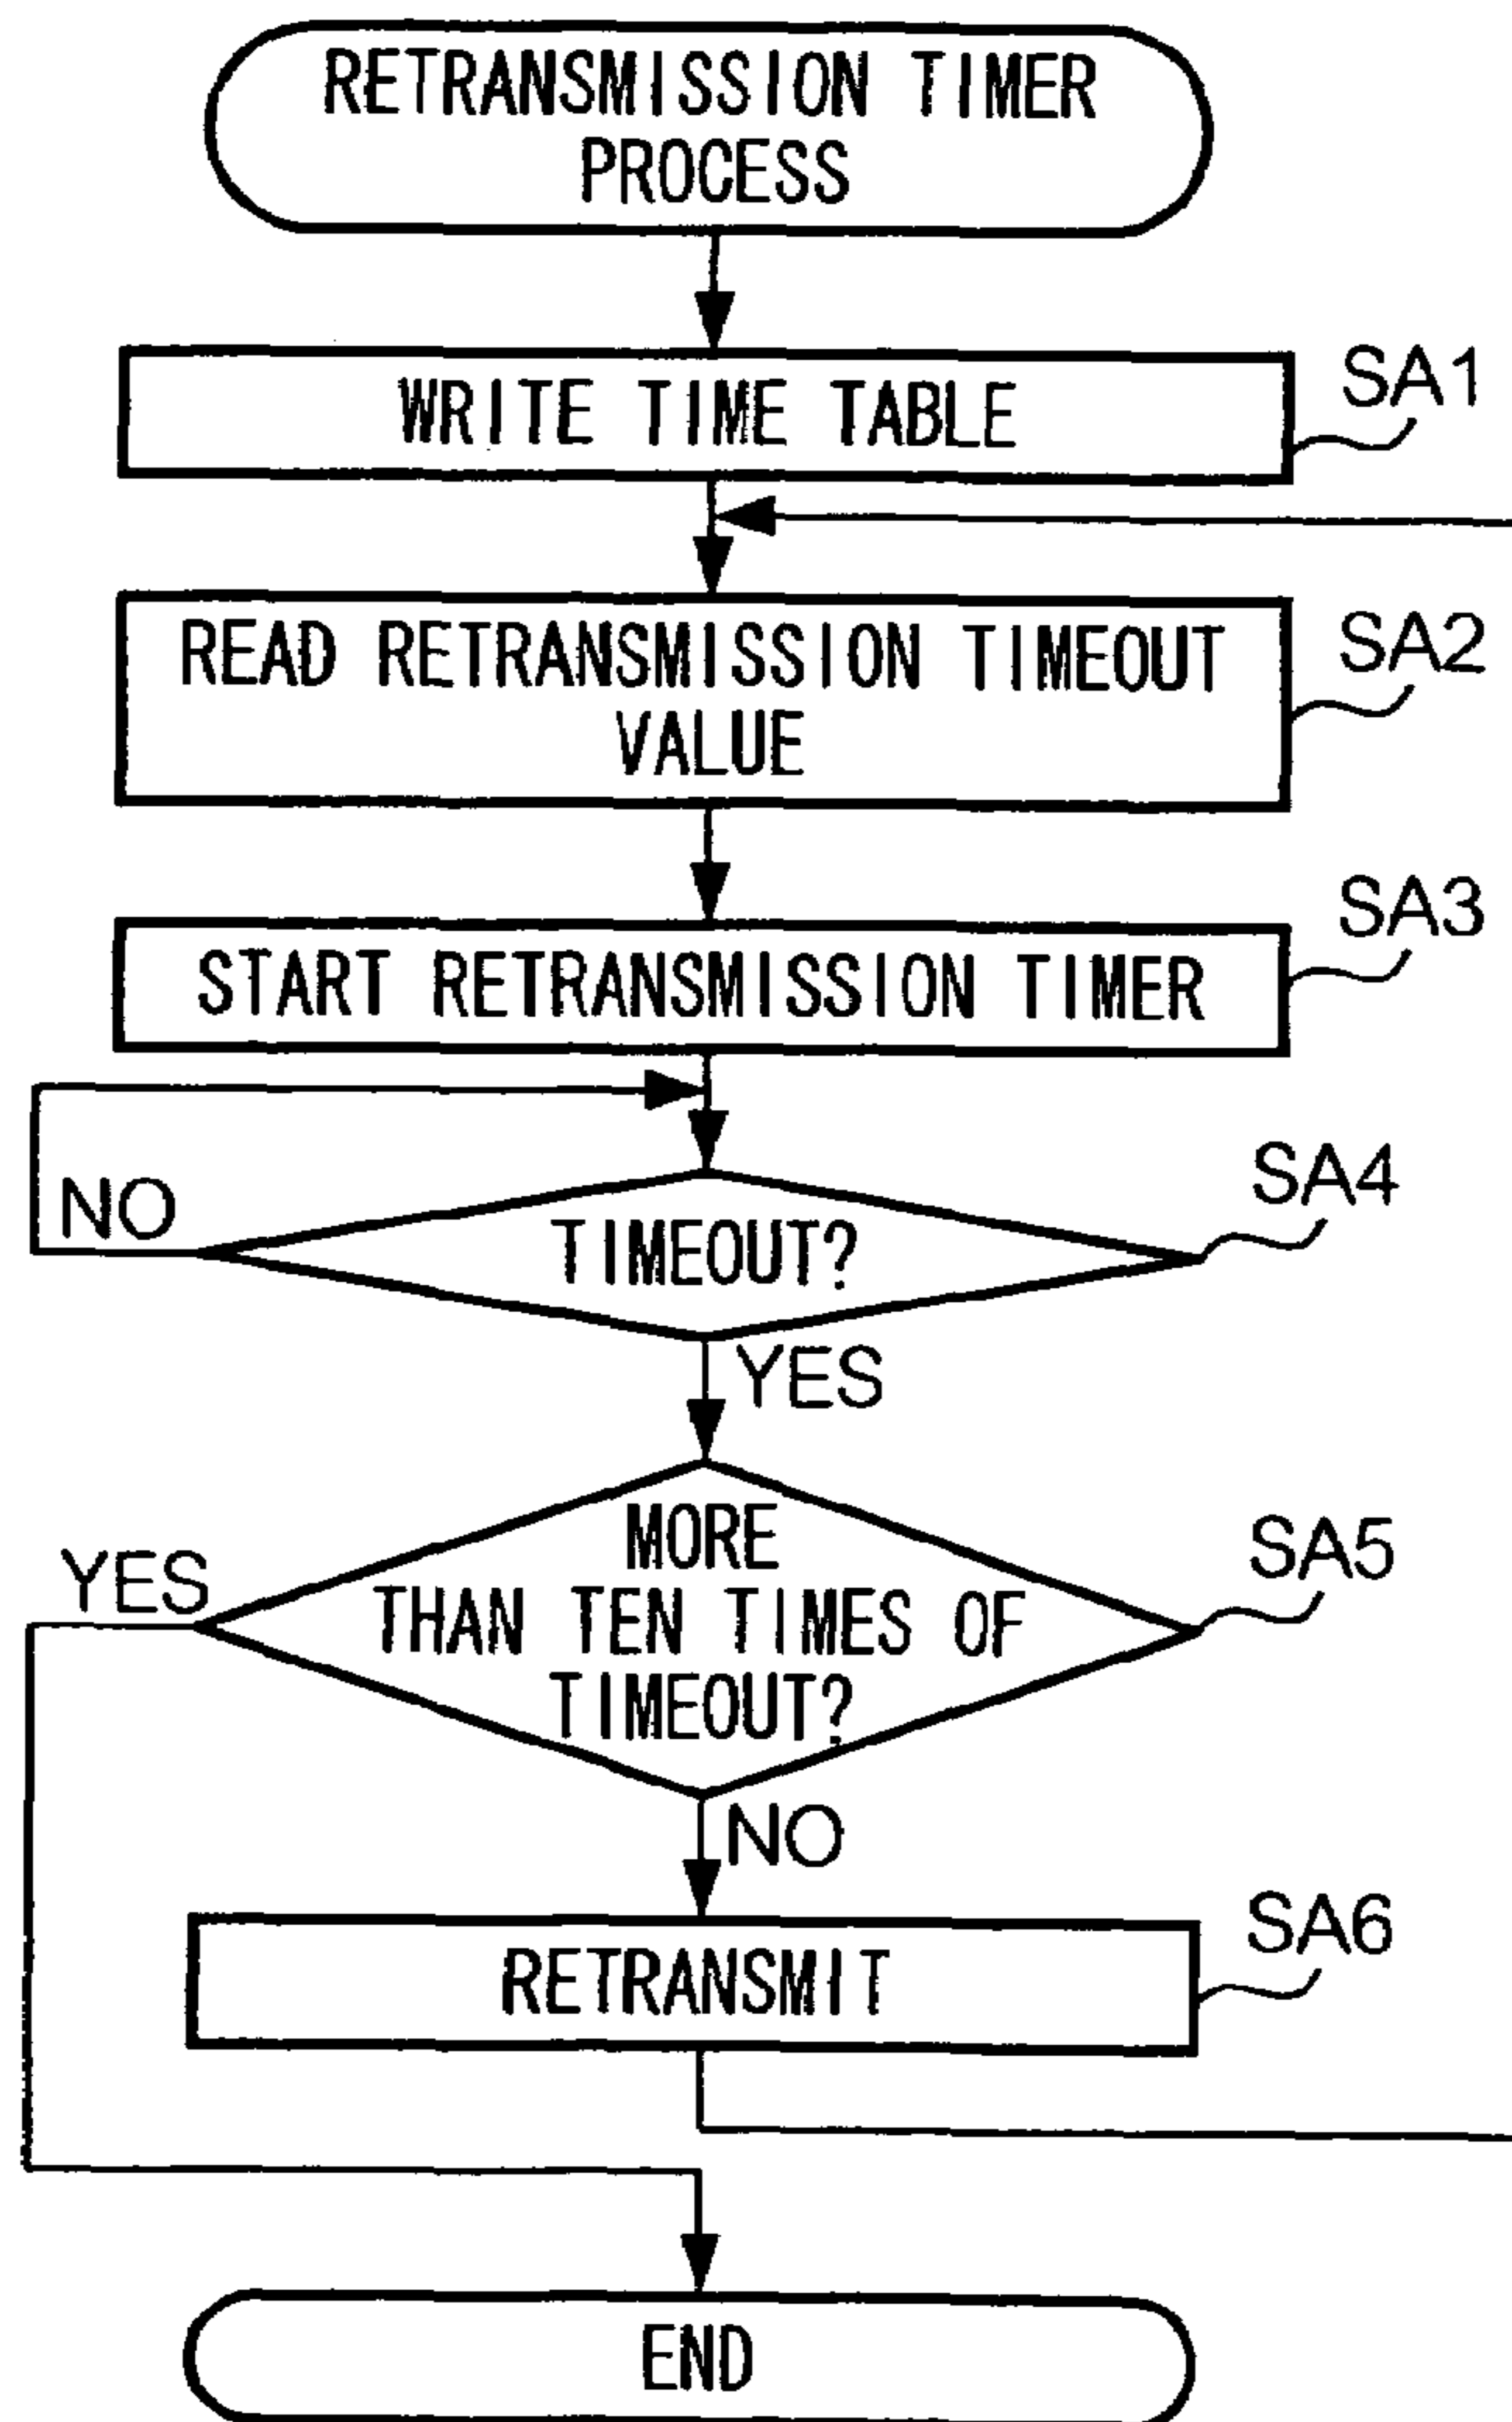 RETRANSMISSION TIMER
PROCESS
WRITE TIME TABLE
SA1
READ RETRANSMISSION TIMEOUT
VALUE
SA2
START RETRANSMISSION TIMER
SA3
NO
TIMEOUT?
SA4
YES
YES
MORE
THAN TEN TIMES OF
TIMEOUT?
SA5
NO
RETRANSMIT
SA6
END